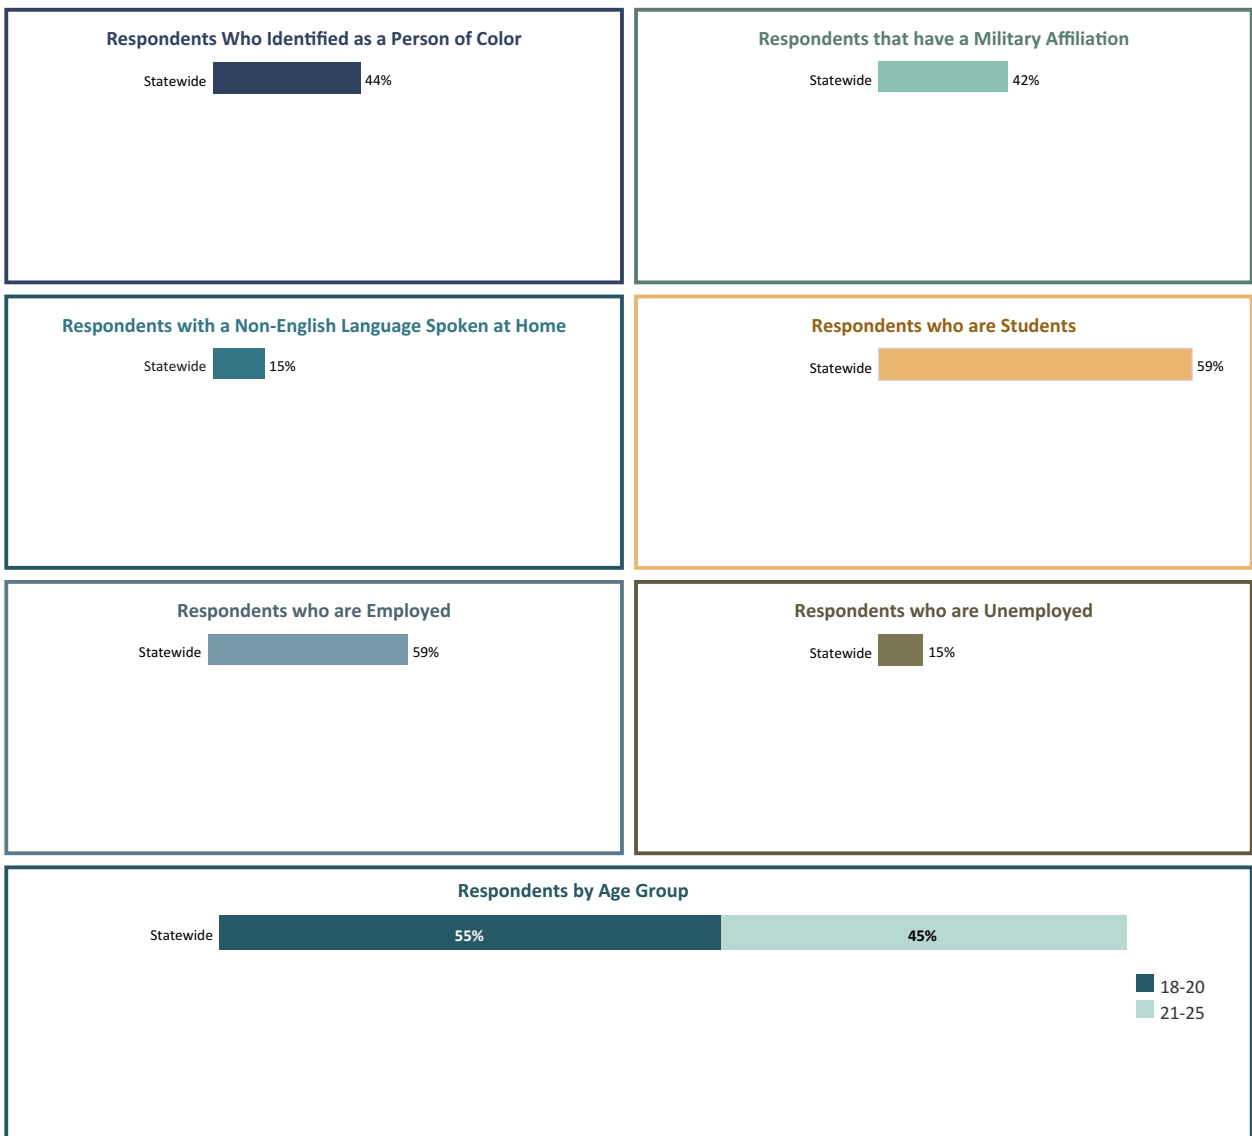 Respondents Who Identified as a Person of Color
Statewide 44%
Respondents that have a Military Affiliation
Statewide 42%
Respondents with a Non-English Language Spoken at Home
Statewide 15%
Respondents who are Students
Statewide 59%
Respondents who are Employed
Statewide 59%
Respondents who are Unemployed
Statewide 15%
Respondents by Age Group
Statewide 55% 45%
18-20
21-25